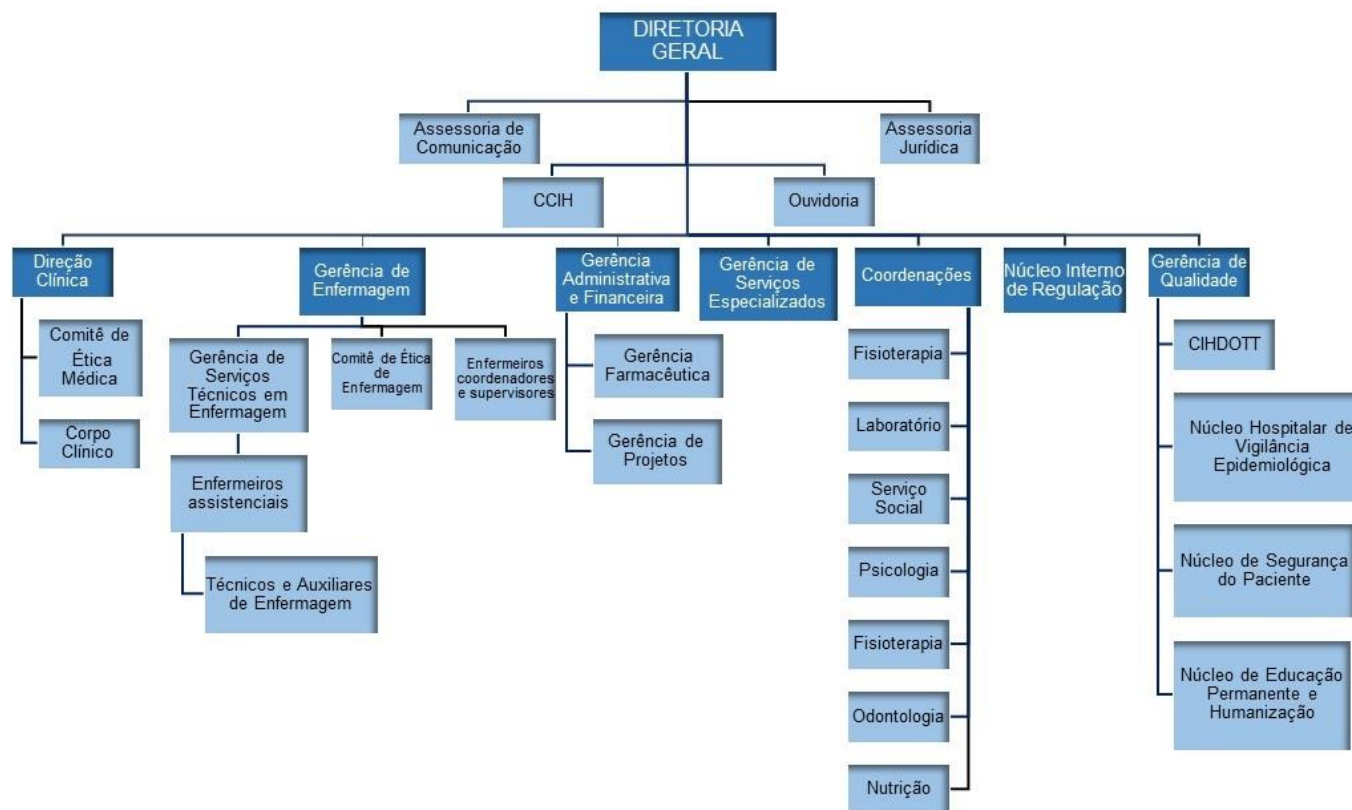 DIRETORIA
GERAL
Assessoria de
Comunicação
Assessoria
Jurídica
CCIH
Ouvidoria
Direção
Clínica
Gerência de
Enfermagem
Gerência
Administrativa
e Financeira
Gerência de
Serviços
Especializados
Coordenações
Núcleo Interno
de Regulação
Gerência de
Qualidade
Comitê de
Ética
Médica
Corpo
Clínico
Gerência de
Serviços
Técnicos em
Enfermagem
Comitê de Ética
de
Enfermagem
Enfermeiros
coordenadores
e supervisores
Enfermeiros
assistenciais
Técnicos e Auxiliares
de Enfermagem
Gerência
Farmacêutica
Gerência de
Projetos
Fisioterapia
Laboratório
Serviço
Social
Psicologia
Fisioterapia
Odontologia
Nutrição
CIHDOTT
Núcleo Hospitalar de
Vigilância
Epidemiológica
Núcleo de Segurança
do Paciente
Núcleo de Educação
Permanente e
Humanização